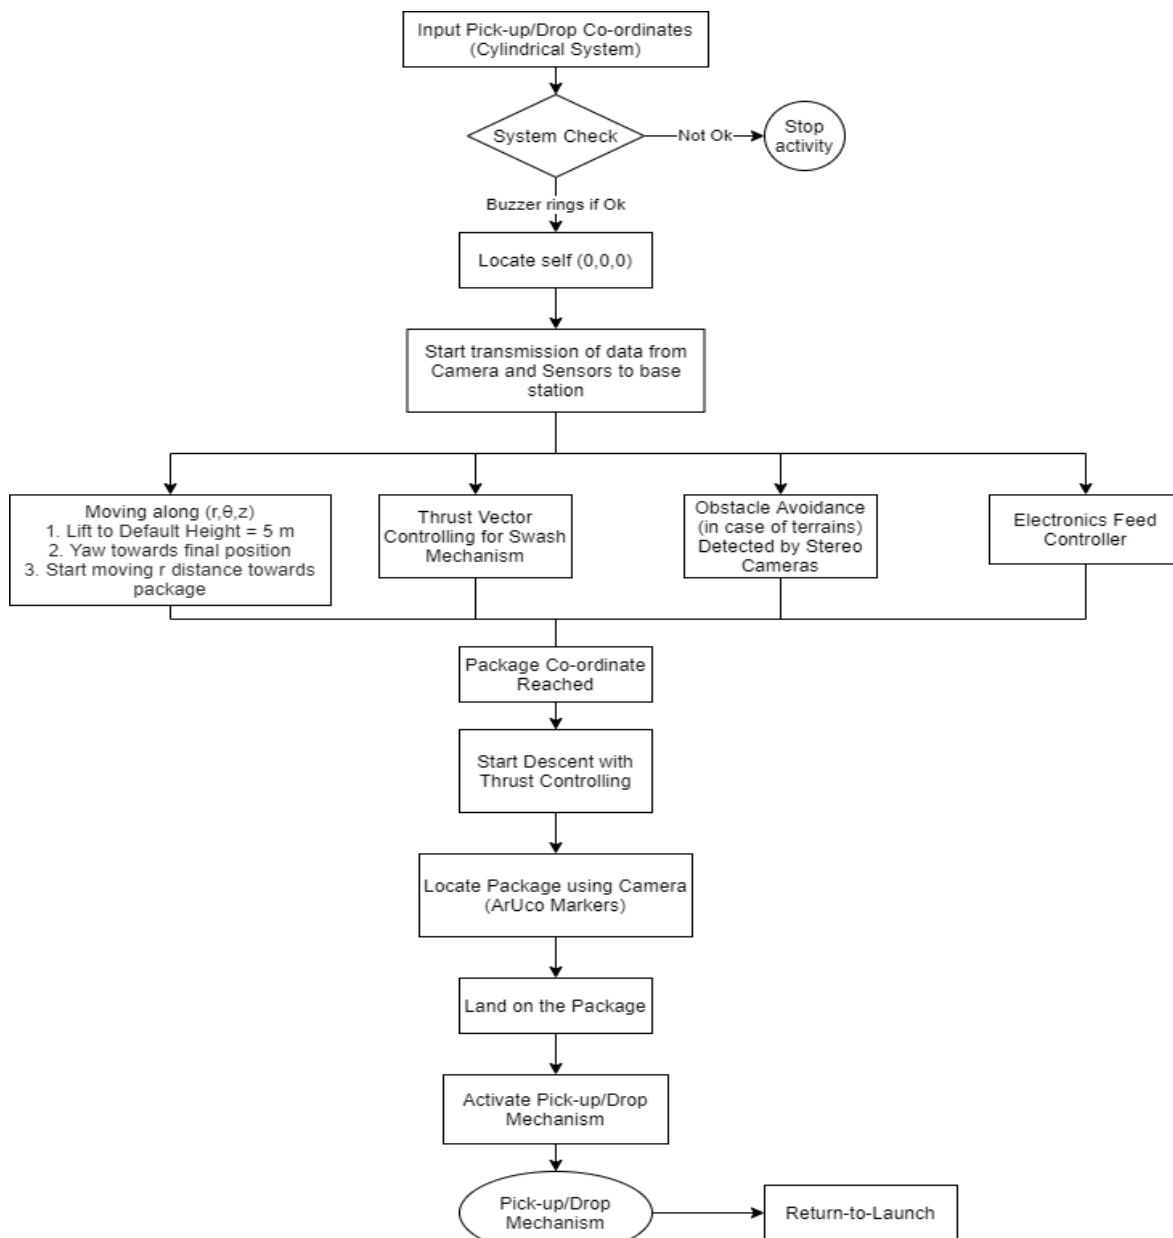 Input Pick-up/Drop Co-ordinates
(Cylindrical System)
System Check
Not Ok
Stop
activity
Buzzer rings if Ok
Locate self (0,0,0)
Start transmission of data from
Camera and Sensors to base
station
Moving along (r,θ,z)
1. Lift to Default Height = 5 m
2. Yaw towards final position
3. Start moving r distance towards
package
Thrust Vector
Controlling for Swash
Mechanism
Obstacle Avoidance
(in case of terrains)
Detected by Stereo
Cameras
Electronics Feed
Controller
Package Co-ordinate
Reached
Start Descent with
Thrust Controlling
Locate Package using Camera
(ArUco Markers)
Land on the Package
Activate Pick-up/Drop
Mechanism
Pick-up/Drop
Mechanism
Return-to-Launch